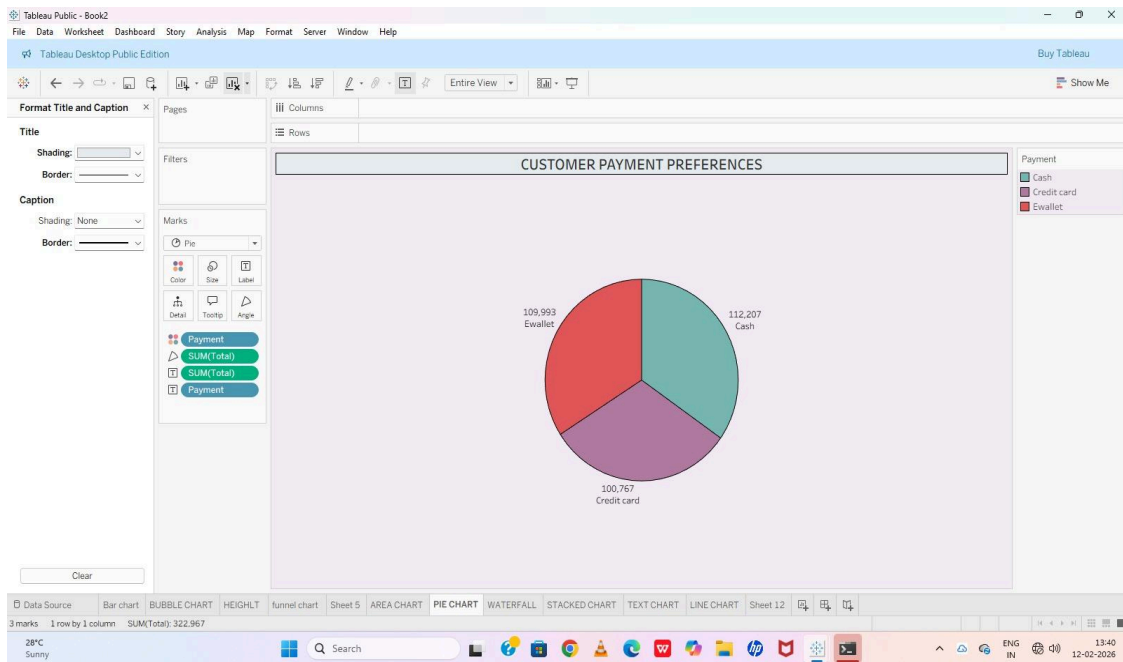 Tableau Public - Book2
File Data Worksheet Dashboard Story Analysis Map Format Server Window Help
Tableau Desktop Public Edition
Buy Tableau
Entire View
Show Me
Format Title and Caption
Title
Shading:
Border:
Caption
Shading: None
Border:
Clear
Pages
Filters
Marks
Pie
Color Size Label
Detail Tooltip Angle
Payment
SUM(Total)
SUM(Total)
Payment
Columns
Rows
CUSTOMER PAYMENT PREFERENCES
109,993
Ewallet
112,207
Cash
100,767
Credit card
Payment
Cash
Credit card
Ewallet
Data Source Bar chart BUBBLE CHART HEIGHLT funnel chart Sheet 5 AREA CHART PIE CHART WATERFALL STACKED CHART TEXT CHART LINE CHART Sheet 12
3 marks 1 row by 1 column SUM(Total): 322,967
28°C
Sunny
Search
ENG
IN
13:40
12-02-2026